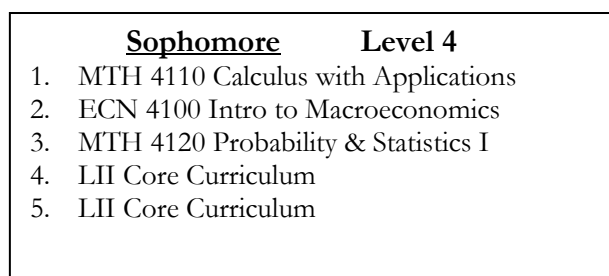 Sophomore Level 4
1. MTH 4110 Calculus with Applications
2. ECN 4100 Intro to Macroeconomics
3. MTH 4120 Probability & Statistics I
4. LII Core Curriculum
5. LII Core Curriculum